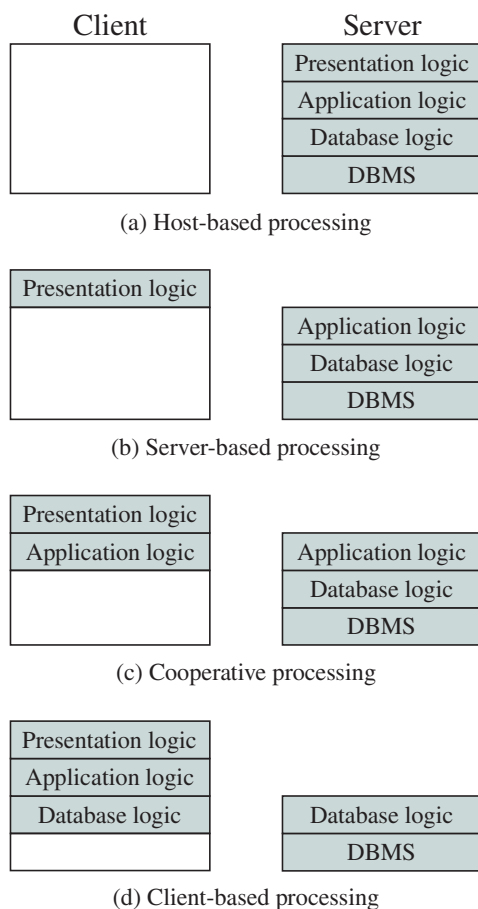 Client
Server
Presentation logic
Application logic
Database logic
DBMS
(a) Host-based processing
Presentation logic
Application logic
Database logic
DBMS
(b) Server-based processing
Presentation logic
Application logic
Application logic
Database logic
DBMS
(c) Cooperative processing
Presentation logic
Application logic
Database logic
Database logic
DBMS
(d) Client-based processing